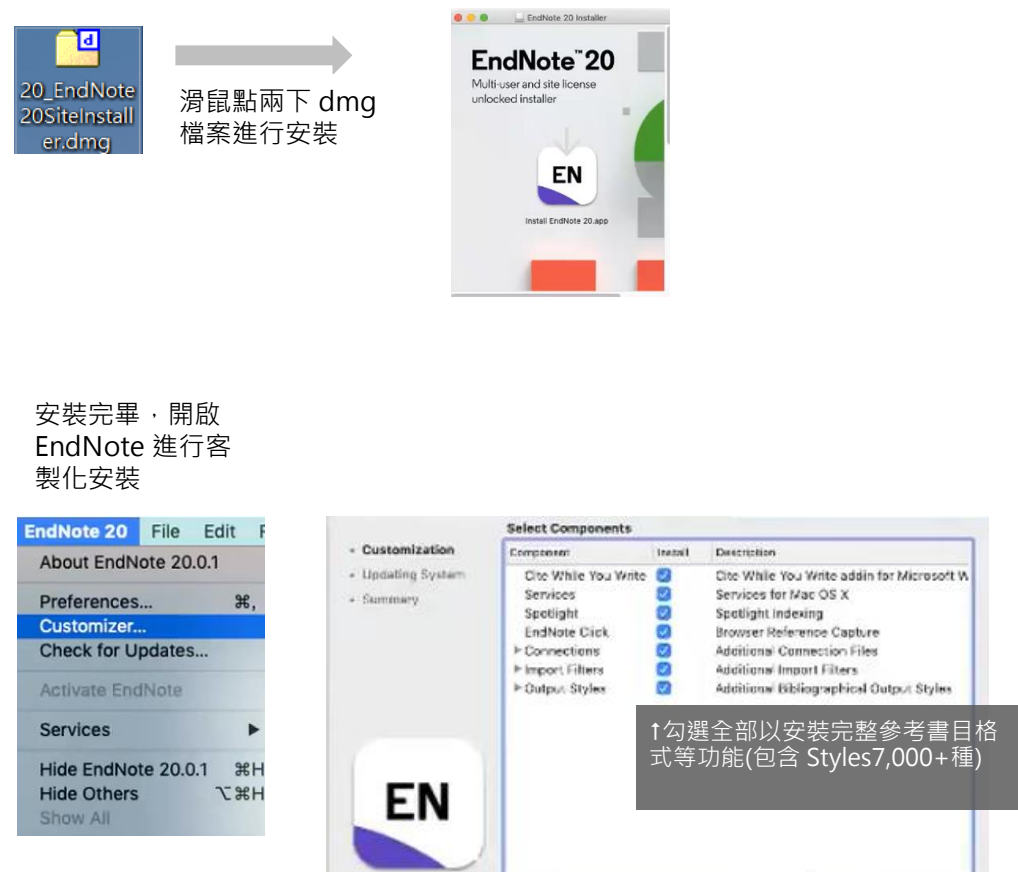 20_EndNote
20SiteInstall
er.dmg
滑鼠點兩下 dmg
檔案進行安裝
EndNote 20 Installer
EndNote™ 20
Multi-user and site license
unlocked installer
EN
Install EndNote 20.app
安裝完畢，開啟
EndNote 進行客
製化安裝
EndNote 20 File Edit
About EndNote 20.0.1
Preferences... ⌘,
Customizer...
Check for Updates...
Activate EndNote
Services ▶
Hide EndNote 20.0.1 ⌘H
Hide Others ⌥⌘H
Show All
Select Components
Customization
Updating System
Summary
Component Install Description
Cite While You Write Cite While You Write addin for Microsoft W
Services Services for Mac OS X
Spotlight Spotlight Indexing
EndNote Click Browser Reference Capture
Connections Additional Connection Files
Import Filters Additional Import Filters
Output Styles Additional Bibliographical Output Styles
↑勾選全部以安裝完整參考書目格
式等功能(包含 Styles7,000+種)
EN